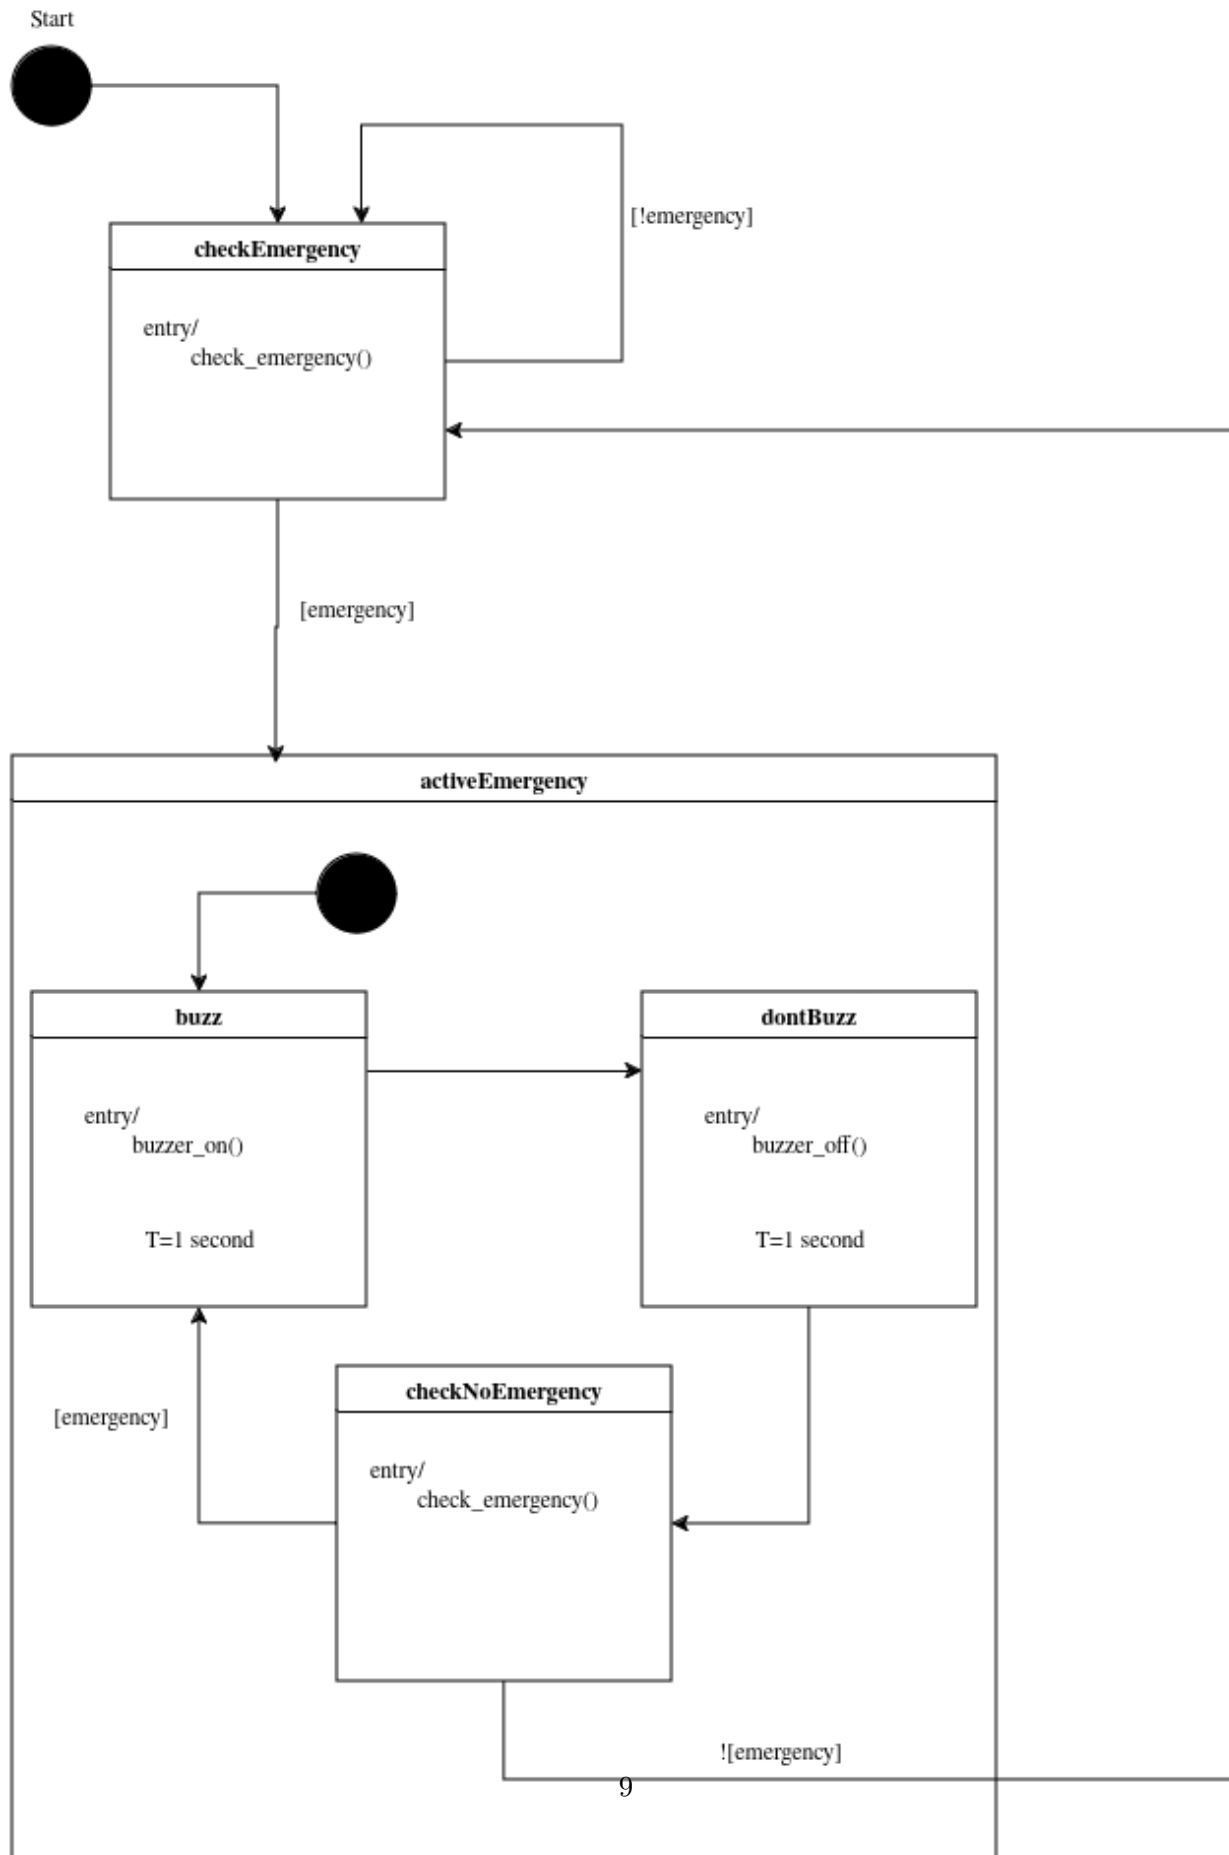 Start
[!emergency]
checkEmergency
entry/
check_emergency()
[emergency]
activeEmergency
buzz
dontBuzz
entry/
buzzer_on()
entry/
buzzer_off()
T=1 second
T=1 second
checkNoEmergency
[emergency]
entry/
check_emergency()
![emergency]
9